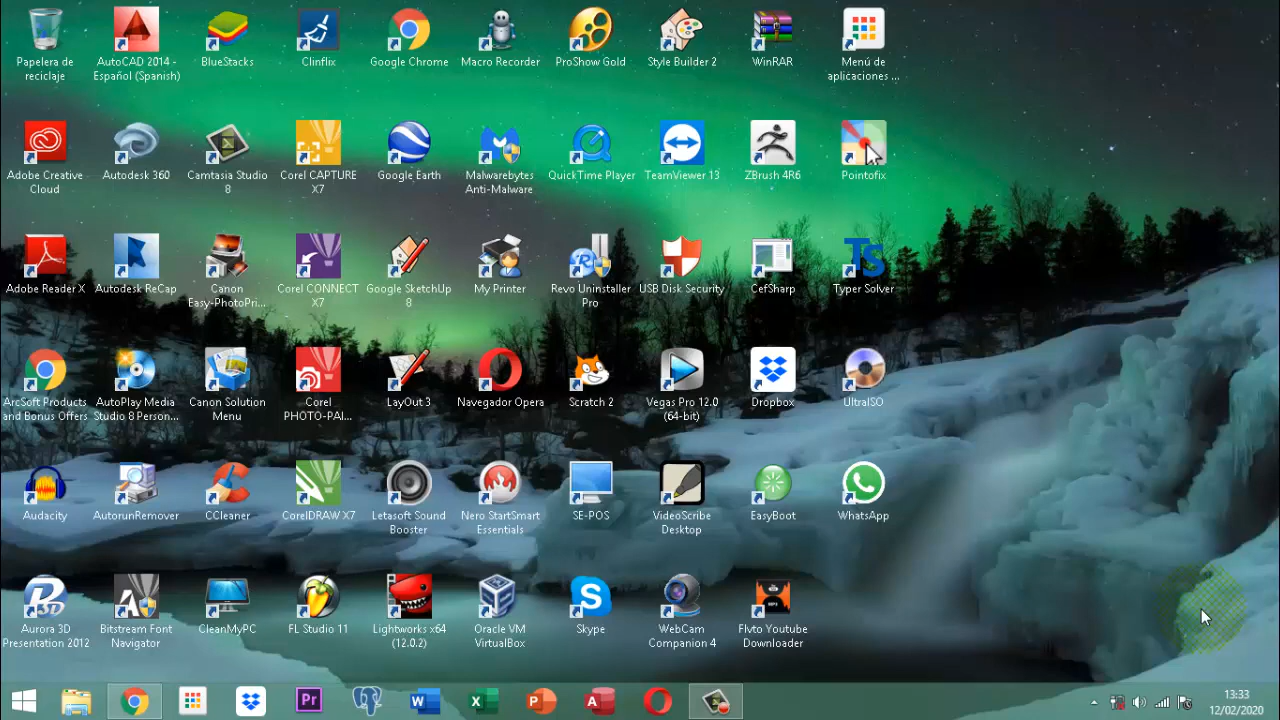 Papelera de
reciclaje
AutoCAD 2014 -
Español (Spanish)
BlueStacks
Clinflix
Google Chrome
Macro Recorder
ProShow Gold
Style Builder 2
WinRAR
Menú de
aplicaciones ...
Adobe Creative
Cloud
Autodesk 360
Camtasia Studio
8
Corel CAPTURE
X7
Google Earth
Malwarebytes
Anti-Malware
QuickTime Player
TeamViewer 13
ZBrush 4R6
Pointofix
Adobe Reader X
Autodesk ReCap
Canon
Easy-PhotoPri...
Corel CONNECT
X7
Google SketchUp
8
My Printer
Revo Uninstaller
Pro
USB Disk Security
CefSharp
Ts
Typer Solver
ArcSoft Products
and Bonus Offers
AutoPlay Media
Studio 8 Person...
Canon Solution
Menu
Corel
PHOTO-PAI...
LayOut 3
Navegador Opera
Scratch 2
Vegas Pro 12.0
(64-bit)
Dropbox
UltraISO
Audacity
AutorunRemover
CCleaner
CorelDRAW X7
Letasoft Sound
Booster
Nero StartSmart
Essentials
SE-POS
VideoScribe
Desktop
EasyBoot
WhatsApp
Aurora 3D
Presentation 2012
Bitstream Font
Navigator
CleanMyPC
FL Studio 11
Lightworks x64
(12.0.2)
Oracle VM
VirtualBox
Skype
WebCam
Companion 4
Flvto Youtube
Downloader
Pr
W
X
P
A
13:33
12/02/2020